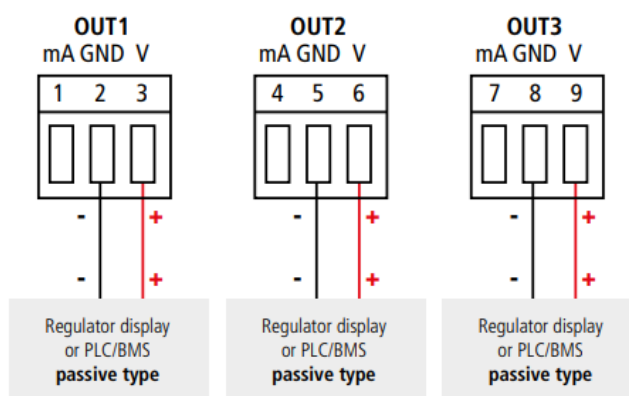 OUT1 OUT2 OUT3
mA GND V mA GND V mA GND V
1 2 3 4 5 6 7 8 9
- + - + - +
- + - + - +
Regulator display Regulator display Regulator display
or PLC/BMS or PLC/BMS or PLC/BMS
passive type passive type passive type